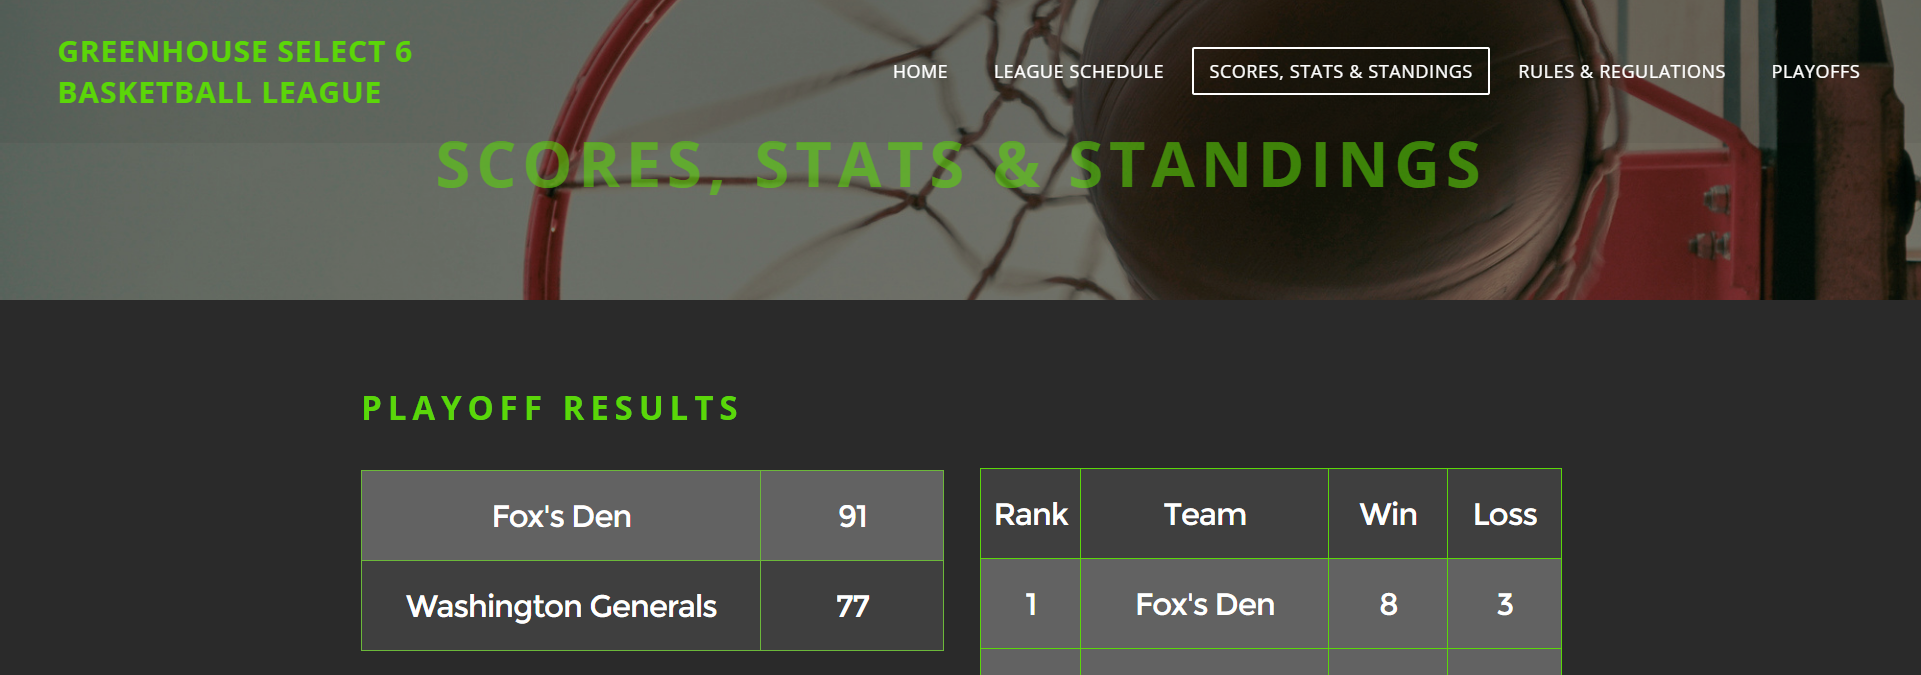 GREENHOUSE SELECT 6
BASKETBALL LEAGUE
HOME LEAGUE SCHEDULE SCORES, STATS & STANDINGS RULES & REGULATIONS PLAYOFFS
SCORES, STATS & STANDINGS
PLAYOFF RESULTS
Fox's Den 91
Washington Generals 77
Rank Team Win Loss
1 Fox's Den 8 3